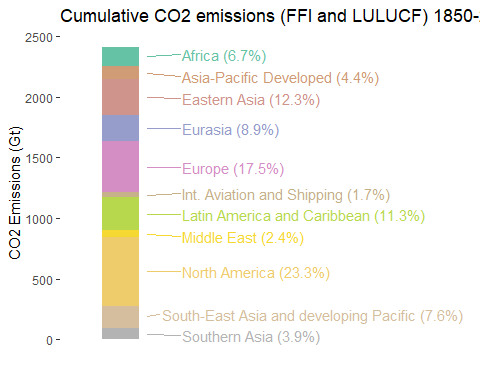 Cumulative CO2 emissions (FFI and LULUCF) 1850-
2500
2000
1500
1000
500
0
CO2 Emissions (Gt)
Africa (6.7%)
Asia-Pacific Developed (4.4%)
Eastern Asia (12.3%)
Eurasia (8.9%)
Europe (17.5%)
Int. Aviation and Shipping (1.7%)
Latin America and Caribbean (11.3%)
Middle East (2.4%)
North America (23.3%)
South-East Asia and developing Pacific (7.6%)
Southern Asia (3.9%)